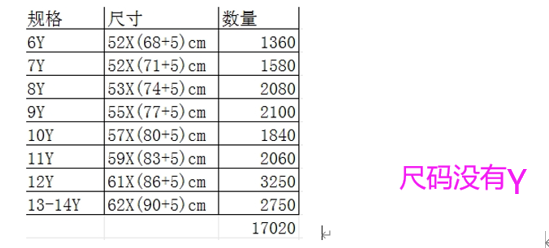 规格 尺寸 数量
6Y 52X(68+5)cm 1360
7Y 52X(71+5)cm 1580
8Y 53X(74+5)cm 2080
9Y 55X(77+5)cm 2100
10Y 57X(80+5)cm 1840
11Y 59X(83+5)cm 2060
12Y 61X(86+5)cm 3250
13-14Y 62X(90+5)cm 2750
17020
尺码没有Y